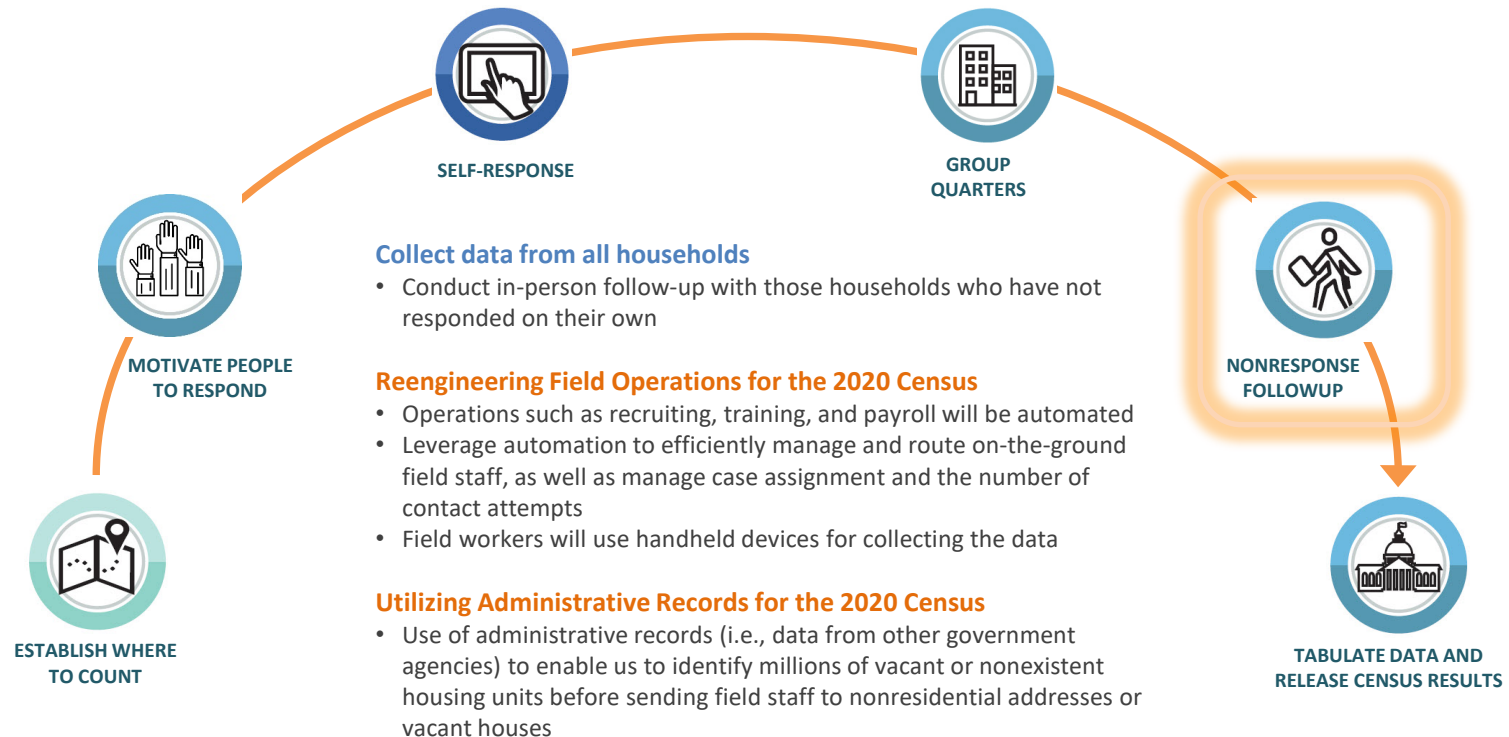 SELF-RESPONSE
GROUP
QUARTERS
MOTIVATE PEOPLE
TO RESPOND
NONRESPONSE
FOLLOWUP
ESTABLISH WHERE
TO COUNT
TABULATE DATA AND
RELEASE CENSUS RESULTS
Collect data from all households
• Conduct in-person follow-up with those households who have not
responded on their own
Reengineering Field Operations for the 2020 Census
• Operations such as recruiting, training, and payroll will be automated
• Leverage automation to efficiently manage and route on-the-ground
field staff, as well as manage case assignment and the number of
contact attempts
• Field workers will use handheld devices for collecting the data
Utilizing Administrative Records for the 2020 Census
• Use of administrative records (i.e., data from other government
agencies) to enable us to identify millions of vacant or nonexistent
housing units before sending field staff to nonresidential addresses or
vacant houses